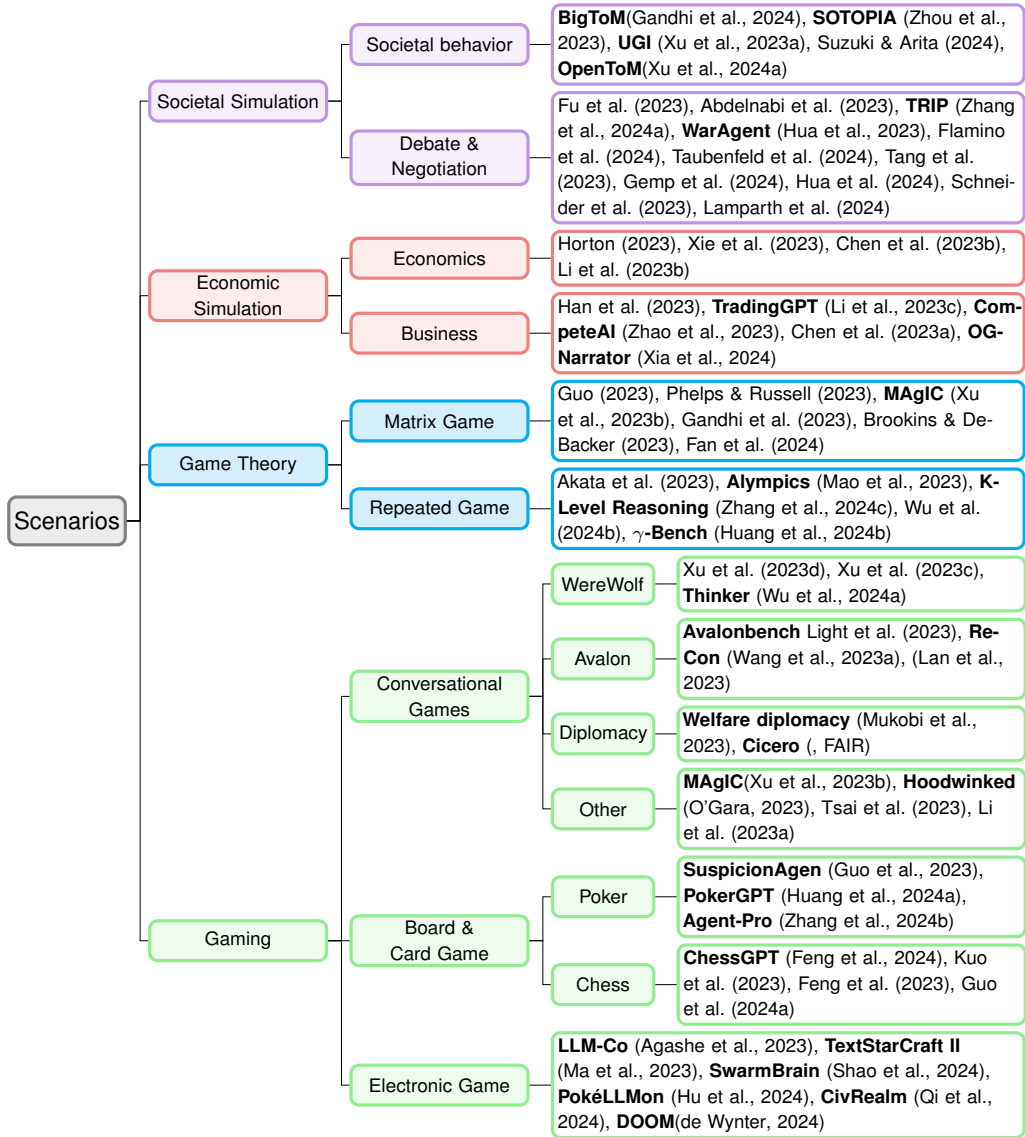 Scenarios
Societal Simulation
Societal behavior
BigToM(Gandhi et al., 2024), SOTOPIA (Zhou et al.,
2023), UGI (Xu et al., 2023a), Suzuki & Arita (2024),
OpenToM(Xu et al., 2024a)
Debate &
Negotiation
Fu et al. (2023), Abdelnabi et al. (2023), TRIP (Zhang
et al., 2024a), WarAgent (Hua et al., 2023), Flamino
et al. (2024), Taubenfeld et al. (2024), Tang et al.
(2023), Gemp et al. (2024), Hua et al. (2024), Schnei-
der et al. (2023), Lamparth et al. (2024)
Economic
Simulation
Economics
Horton (2023), Xie et al. (2023), Chen et al. (2023b),
Li et al. (2023b)
Business
Han et al. (2023), TradingGPT (Li et al., 2023c), Com-
peteAI (Zhao et al., 2023), Chen et al. (2023a), OG-
Narrator (Xia et al., 2024)
Game Theory
Matrix Game
Guo (2023), Phelps & Russell (2023), MAgIC (Xu
et al., 2023b), Gandhi et al. (2023), Brookins & De-
Backer (2023), Fan et al. (2024)
Repeated Game
Akata et al. (2023), Alympics (Mao et al., 2023), K-
Level Reasoning (Zhang et al., 2024c), Wu et al.
(2024b), γ-Bench (Huang et al., 2024b)
Gaming
Conversational
Games
WereWolf
Xu et al. (2023d), Xu et al. (2023c),
Thinker (Wu et al., 2024a)
Avalon
Avalonbench Light et al. (2023), Re-
Con (Wang et al., 2023a), (Lan et al.,
2023)
Diplomacy
Welfare diplomacy (Mukobi et al.,
2023), Cicero (, FAIR)
Other
MAgIC(Xu et al., 2023b), Hoodwinked
(O'Gara, 2023), Tsai et al. (2023), Li
et al. (2023a)
Board &
Card Game
Poker
SuspicionAgen (Guo et al., 2023),
PokerGPT (Huang et al., 2024a),
Agent-Pro (Zhang et al., 2024b)
Chess
ChessGPT (Feng et al., 2024), Kuo
et al. (2023), Feng et al. (2023), Guo
et al. (2024a)
Electronic Game
LLM-Co (Agashe et al., 2023), TextStarCraft II
(Ma et al., 2023), SwarmBrain (Shao et al., 2024),
PokéLLMon (Hu et al., 2024), CivRealm (Qi et al.,
2024), DOOM(de Wynter, 2024)